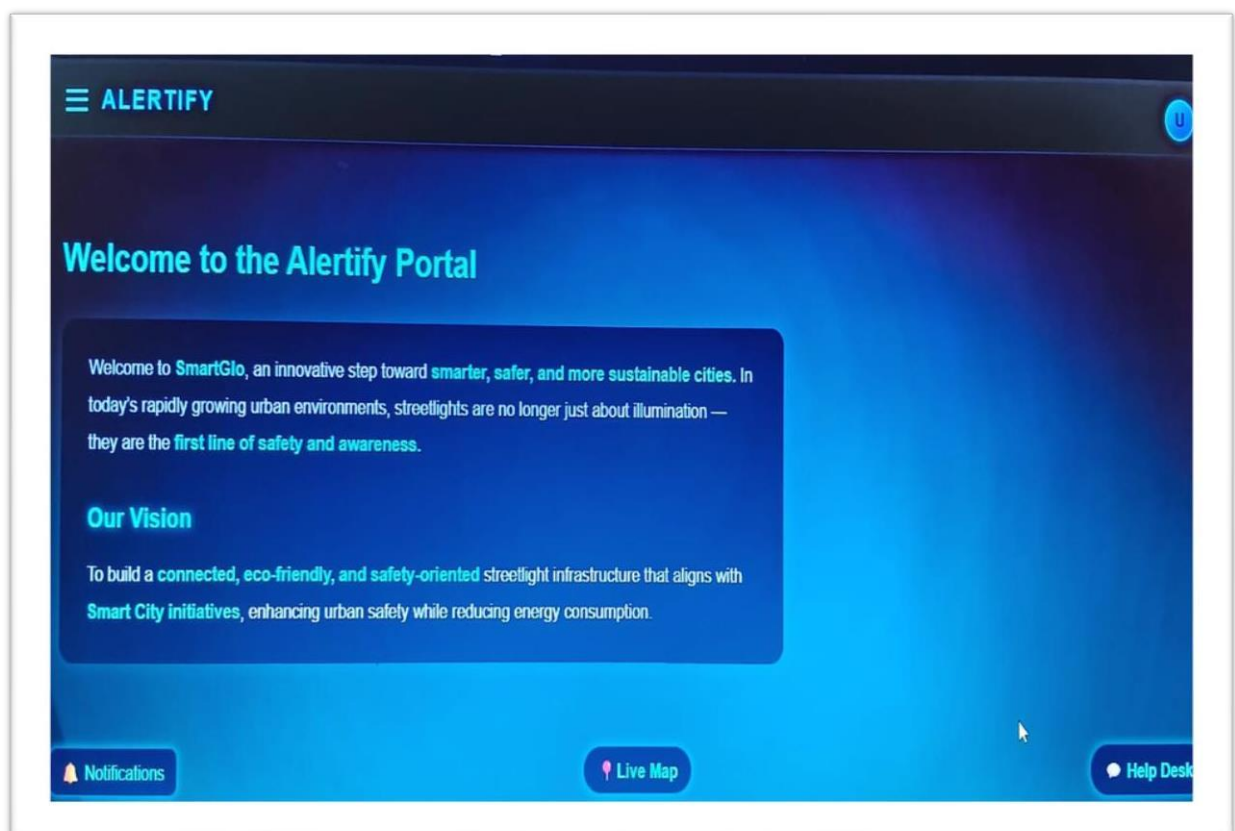 ☰ ALERTIFY
U
Welcome to the Alertify Portal
Welcome to SmartGlo, an innovative step toward smarter, safer, and more sustainable cities. In
today's rapidly growing urban environments, streetlights are no longer just about illumination —
they are the first line of safety and awareness.
Our Vision
To build a connected, eco-friendly, and safety-oriented streetlight infrastructure that aligns with
Smart City initiatives, enhancing urban safety while reducing energy consumption.
🔔 Notifications
📍 Live Map
💬 Help Desk